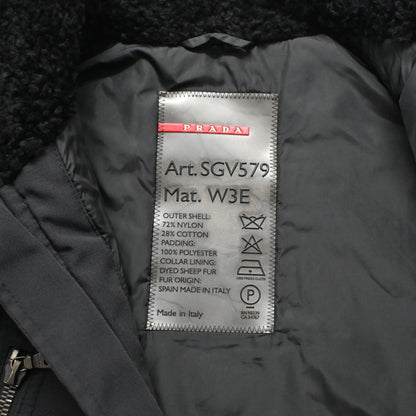 PRADA
Art. SGV579
Mat. W3E
OUTER SHELL:
72% NYLON
28% COTTON
PADDING:
100% POLYESTER
COLLAR LINING:
DYED SHEEP FUR
FUR ORIGIN:
SPAIN MADE IN ITALY
P
Made in Italy